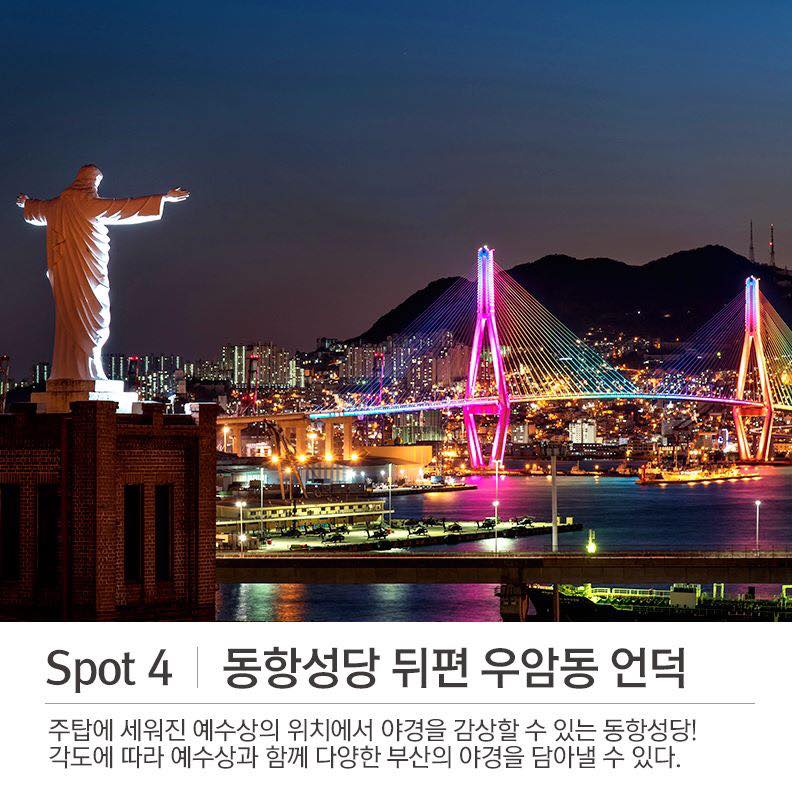 Spot 4 | 동항성당 뒤편 우암동 언덕
주탑에 세워진 예수상의 위치에서 야경을 감상할 수 있는 동항성당!
각도에 따라 예수상과 함께 다양한 부산의 야경을 담아낼 수 있다.